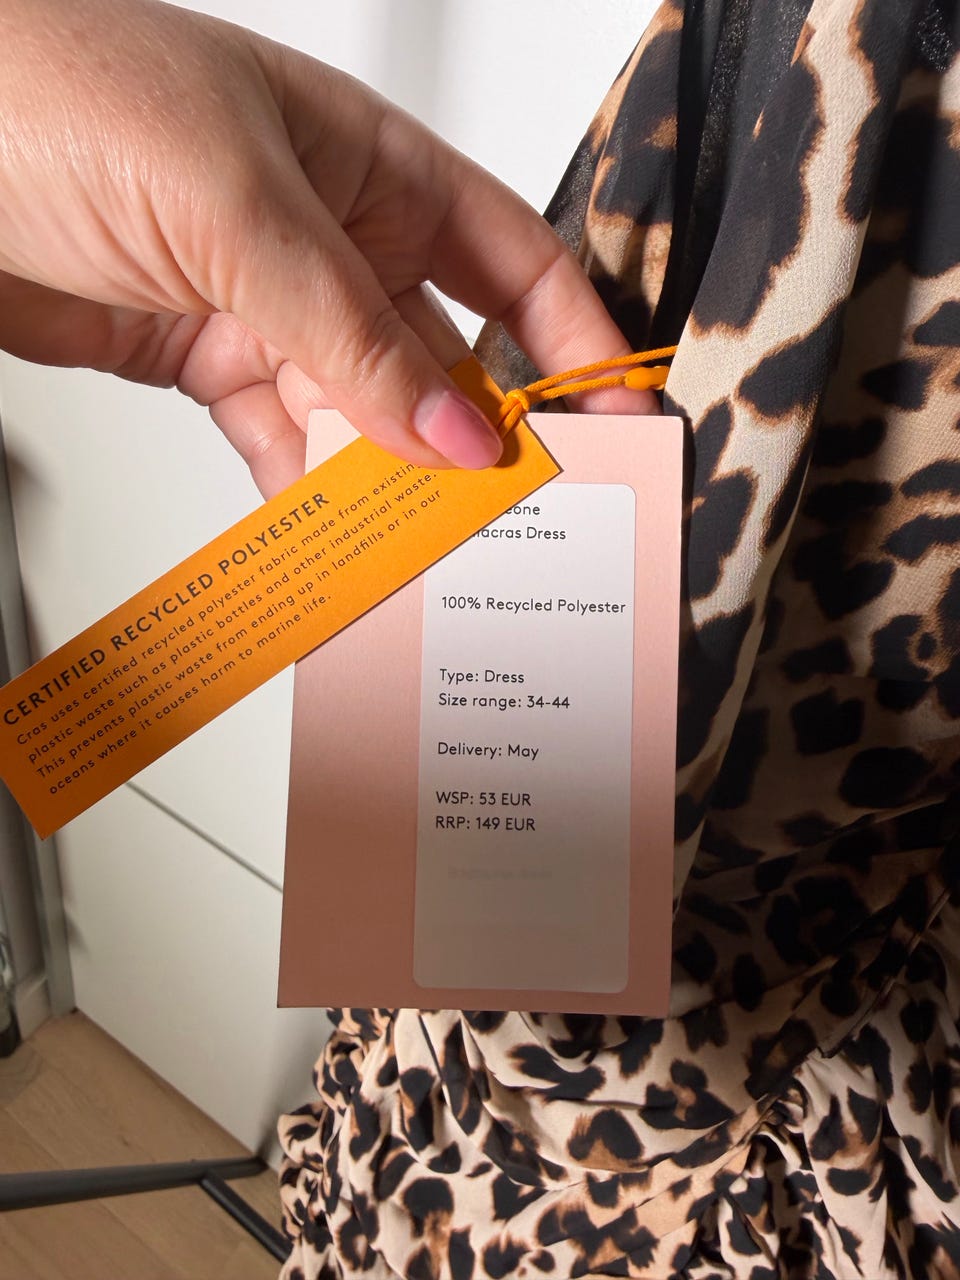 CERTIFIED RECYCLED POLYESTER
Cras uses certified recycled polyester fabric made from
plastic waste such as plastic bottles and other industrial waste.
This prevents plastic waste from ending up in landfills or in our
oceans where it causes harm to marine life.
Dress
100% Recycled Polyester
Type: Dress
Size range: 34-44
Delivery: May
WSP: 53 EUR
RRP: 149 EUR